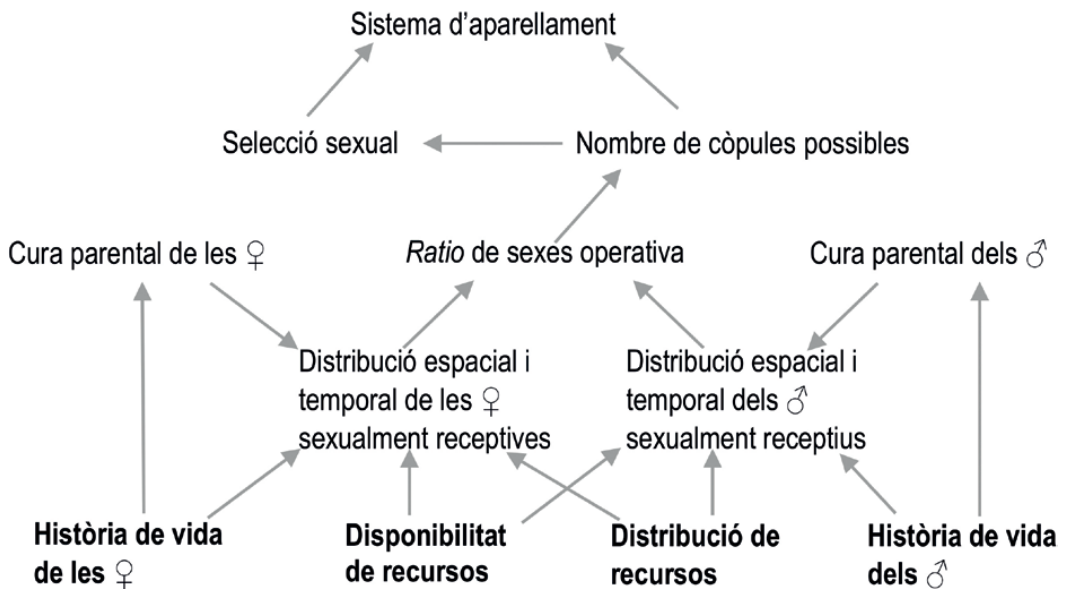 Sistema d’aparellament
Selecció sexual
Nombre de còpules possibles
Cura parental de les ♀
Ratio de sexes operativa
Cura parental dels ♂
Distribució espacial i
temporal de les ♀
sexualment receptives
Distribució espacial i
temporal dels ♂
sexualment receptius
Història de vida
de les ♀
Disponibilitat
de recursos
Distribució de
recursos
Història de vida
dels ♂